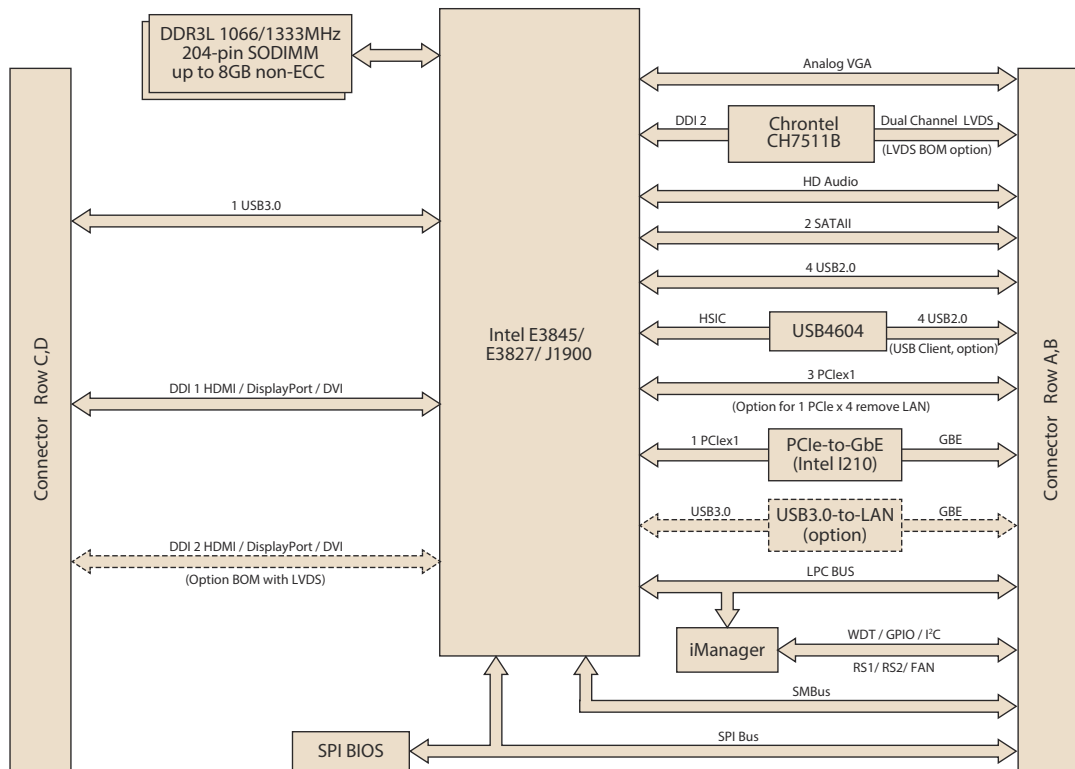 DDR3L 1066/1333MHz
204-pin SODIMM
up to 8GB non-ECC
Connector Row C,D
1 USB3.0
DDI 1 HDMI / DisplayPort / DVI
DDI 2 HDMI / DisplayPort / DVI
(Option BOM with LVDS)
Intel E3845/
E3827/ J1900
Analog VGA
DDI 2
Chrontel
CH7511B
Dual Channel LVDS
(LVDS BOM option)
HD Audio
2 SATAII
4 USB2.0
HSIC
USB4604
4 USB2.0
(USB Client, option)
3 PCIex1
(Option for 1 PCIe x 4 remove LAN)
1 PCIex1
PCIe-to-GbE
(Intel I210)
GBE
USB3.0
USB3.0-to-LAN
(option)
GBE
LPC BUS
iManager
WDT / GPIO / I²C
RS1/ RS2/ FAN
SMBus
SPI BIOS
SPI Bus
Connector Row A,B